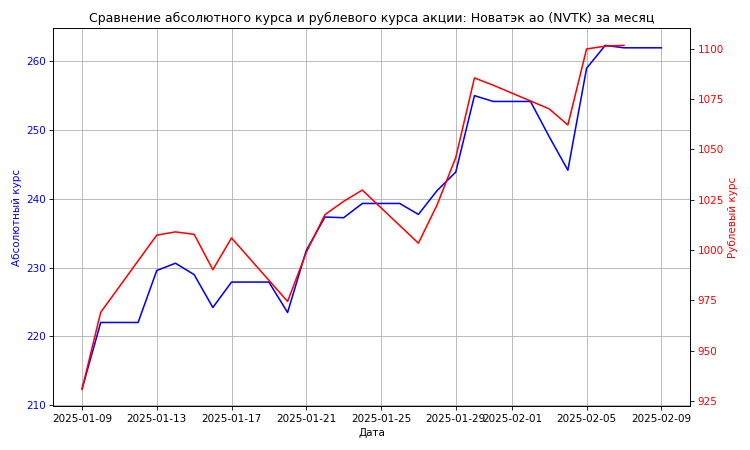 Сравнение абсолютного курса и рублевого курса акции: Новатэк ао (NVTK) за месяц
260
250
240
230
220
210
Абсолютный курс
1100
1075
1050
1025
1000
975
950
925
Рублевый курс
2025-01-09 2025-01-13 2025-01-17 2025-01-21 2025-01-25 2025-01-29 2025-02-01 2025-02-05 2025-02-09
Дата